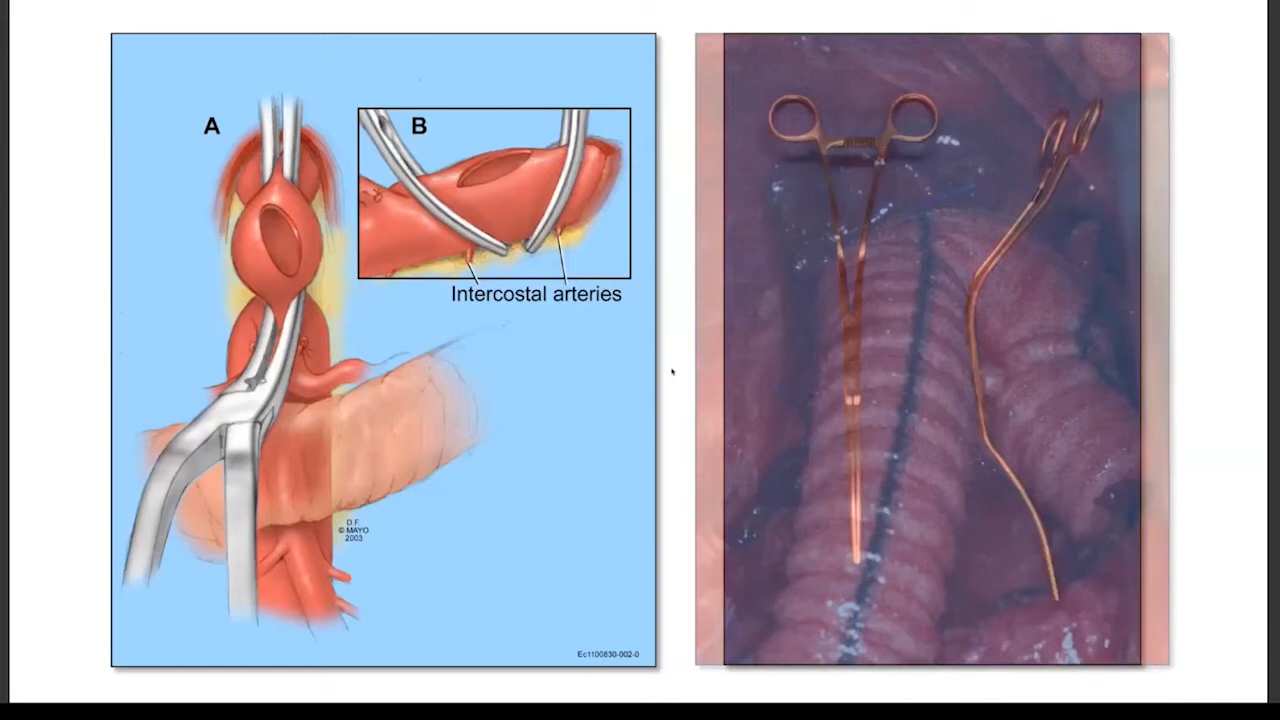 A
B
Intercostal arteries
D.F.
© MAYO
2003
Ec1100830-002-0